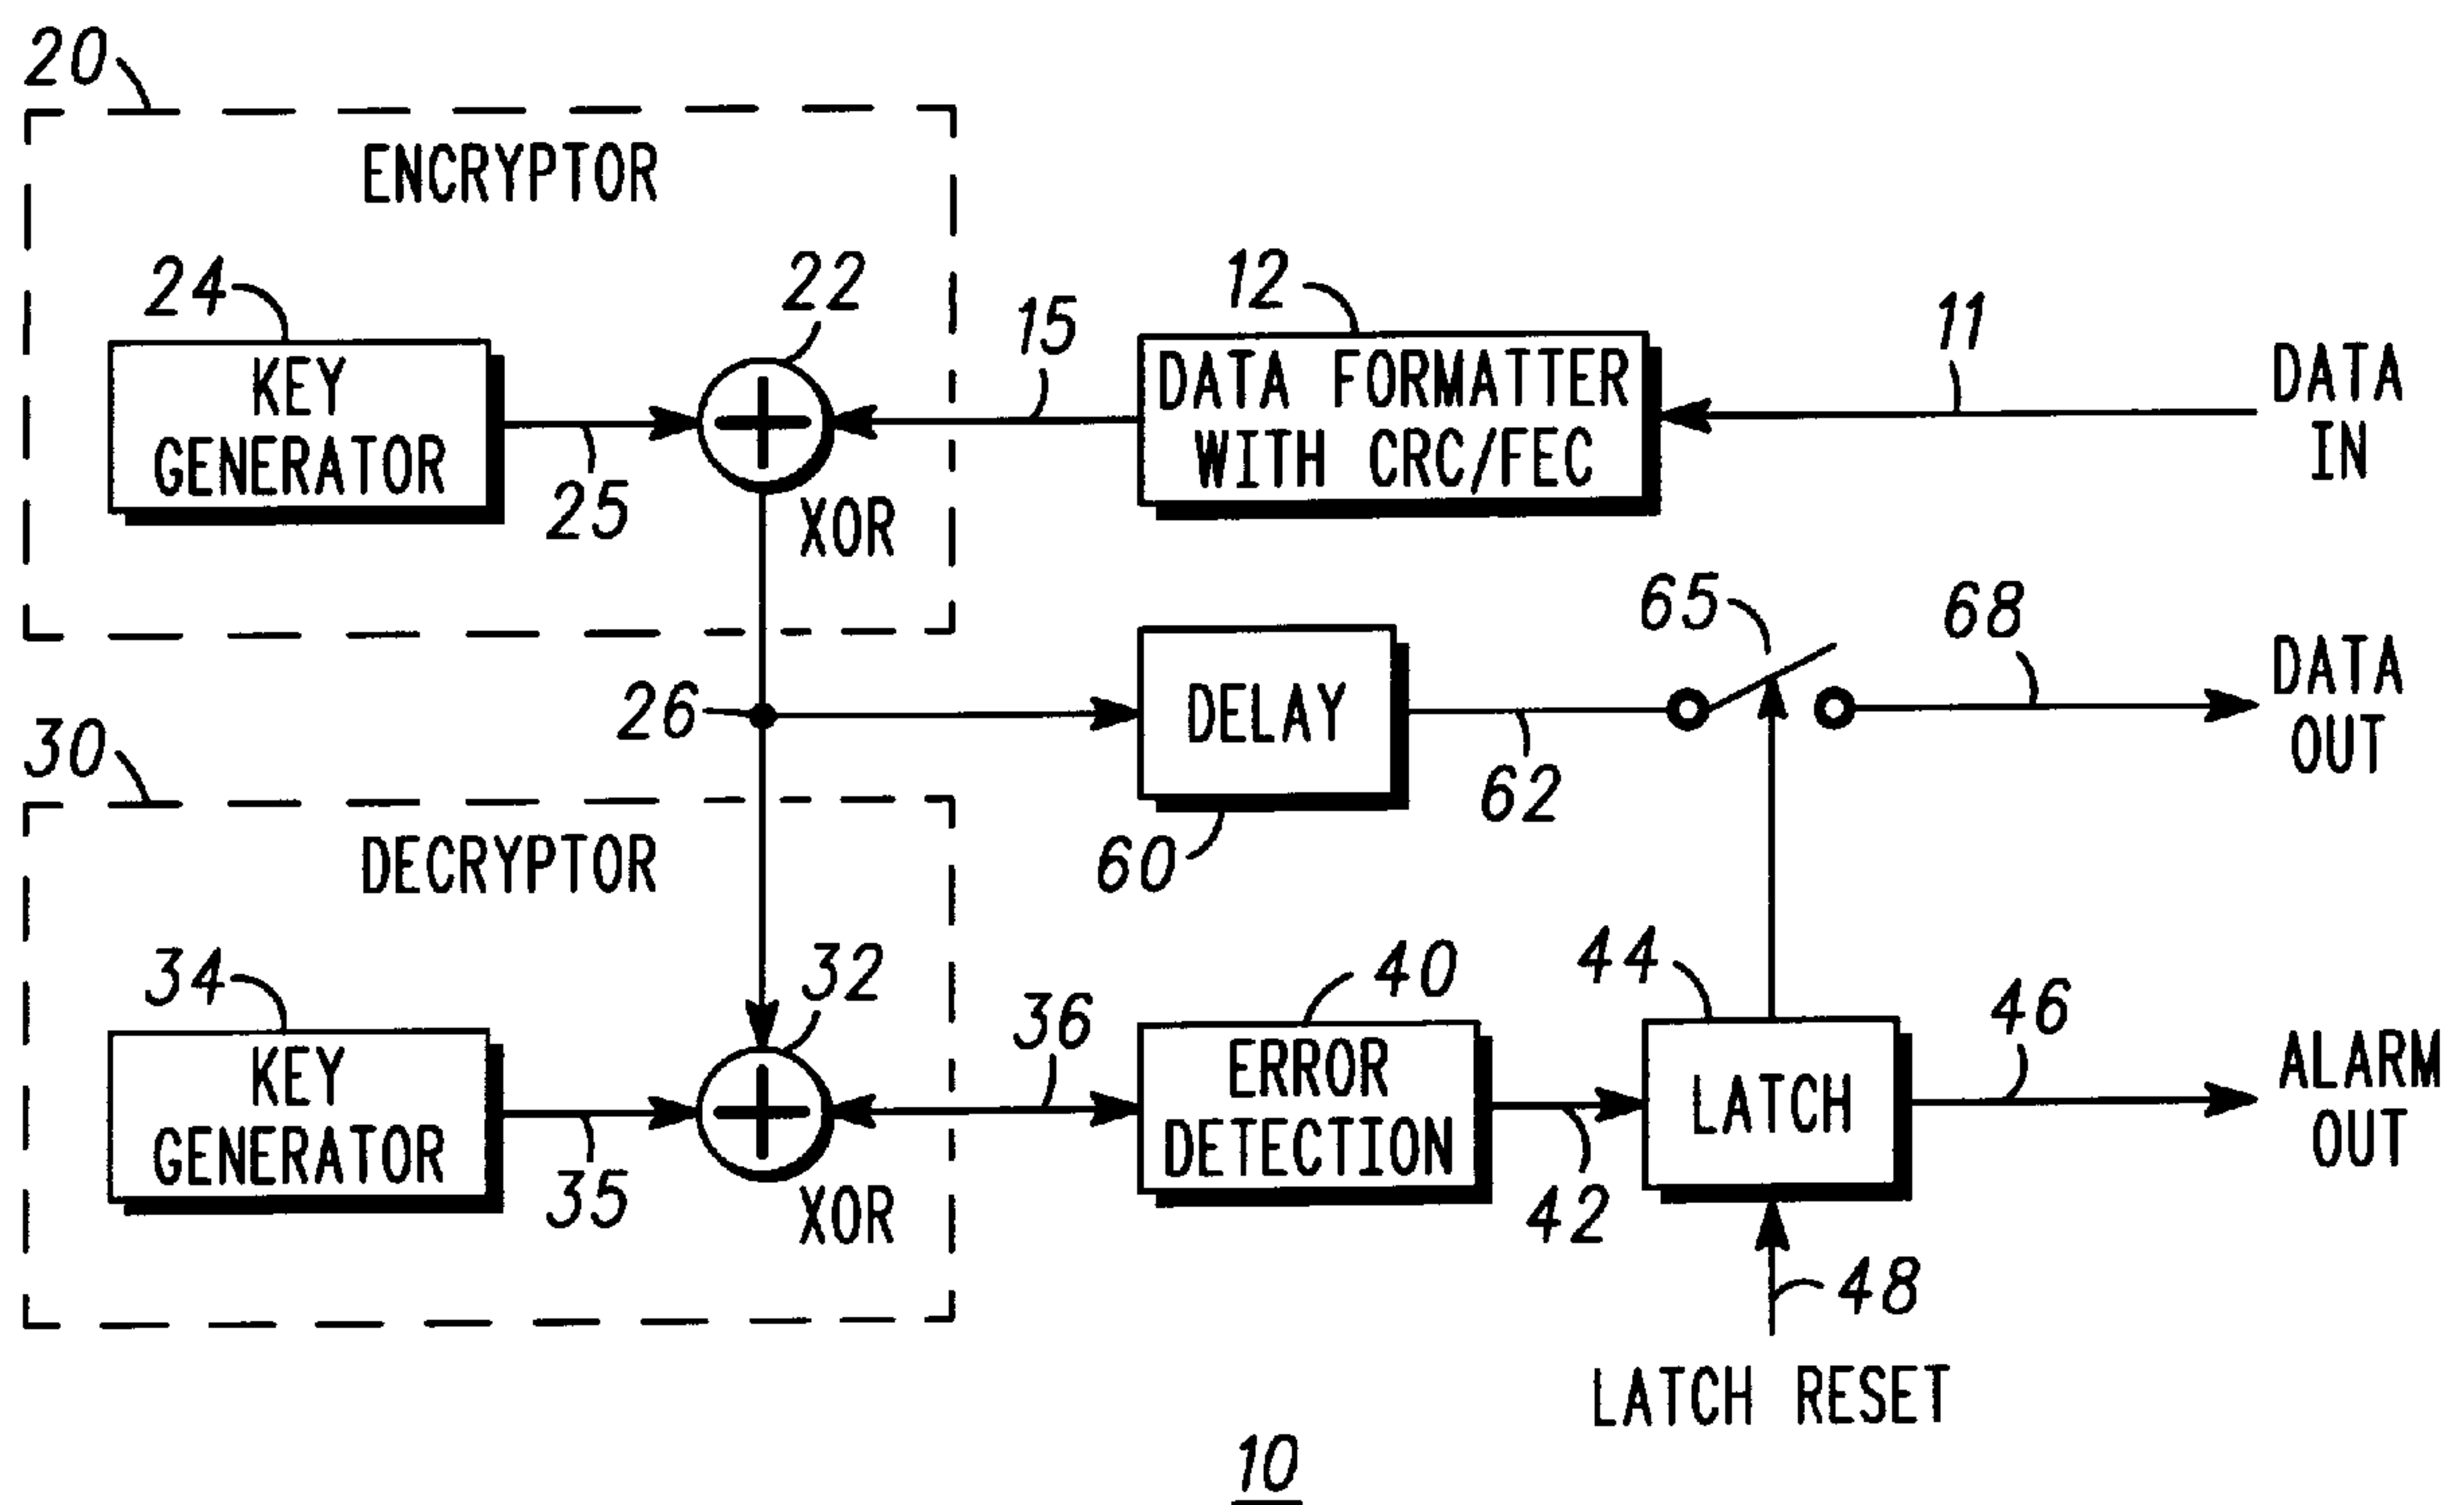 20
ENCRYPTOR
24
22
15
12
11
KEY
GENERATOR
25
XOR
DATA FORMATTER
WITH CRC/FEC
DATA
IN
26
DELAY
60
62
65
68
DATA
OUT
30
DECRYPTOR
34
32
36
40
44
46
KEY
GENERATOR
35
XOR
ERROR
DETECTION
42
LATCH
48
ALARM
OUT
LATCH RESET
10